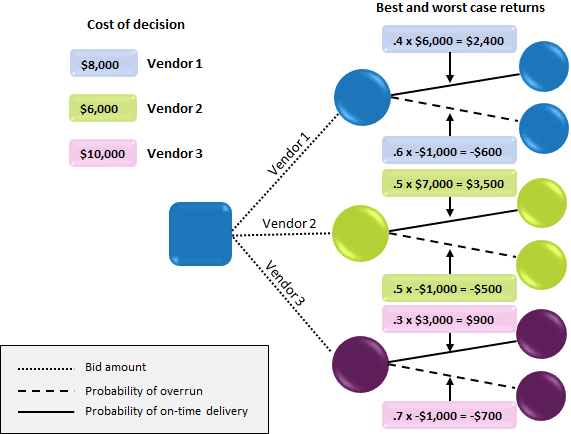 Cost of decision
$8,000 Vendor 1
$6,000 Vendor 2
$10,000 Vendor 3
Best and worst case returns
.4 x $6,000 = $2,400
.6 x -$1,000 = -$600
.5 x $7,000 = $3,500
.5 x -$1,000 = -$500
.3 x $3,000 = $900
.7 x -$1,000 = -$700
Vendor 1
Vendor 2
Vendor 3
Bid amount
Probability of overrun
Probability of on-time delivery